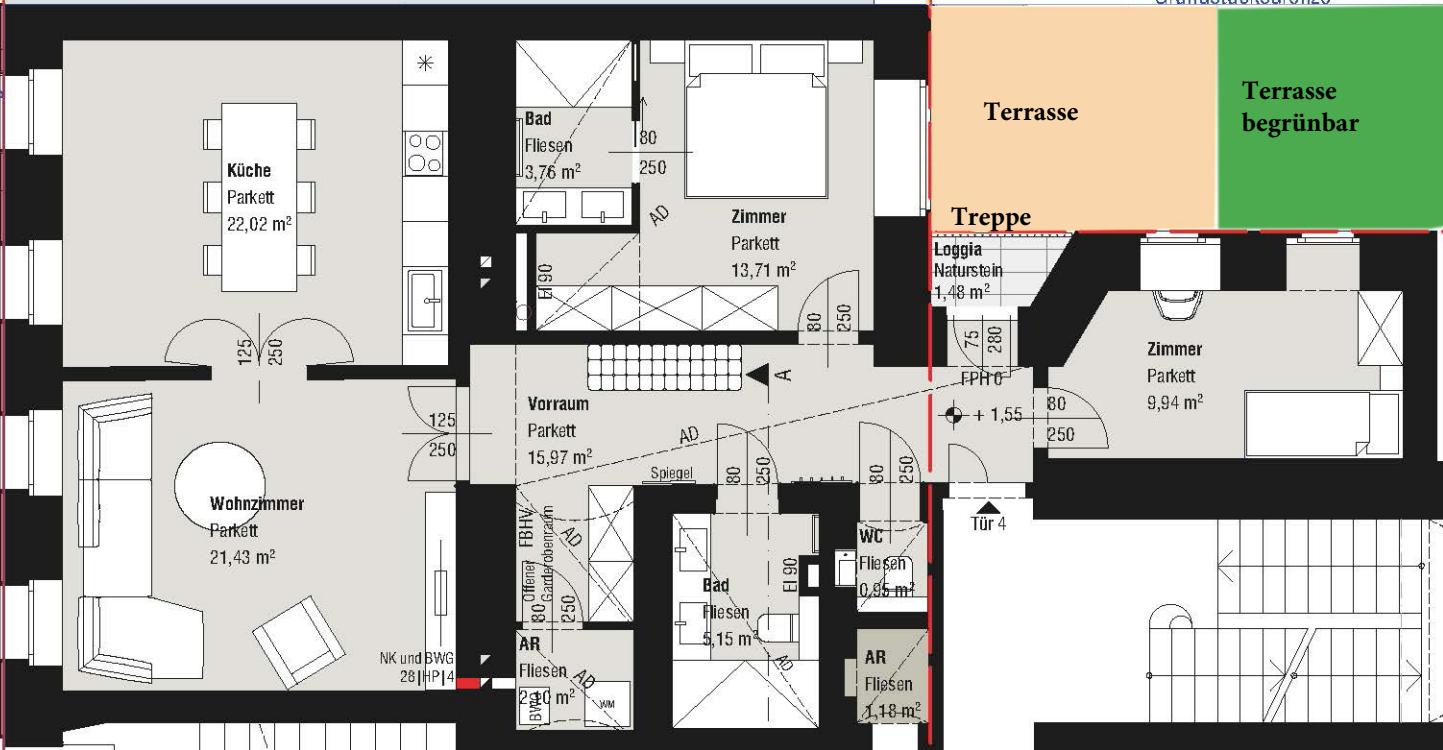 Terrasse
Terrasse
begrünbar
Küche
Parkett
22,02 m²
Bad
Fliesen
3,76 m²
80
250
AD
Zimmer
Parkett
13,71 m²
EI 90
80
250
Treppe
Loggia
Naturstein
1,48 m²
75
280
FPH 0
Zimmer
Parkett
9,94 m²
80
250
+ 1,55
125
250
125
250
A
Vorraum
Parkett
15,97 m²
AD
Spiegel
80
250
80
250
Tür 4
Wohnzimmer
Parkett
21,43 m²
FBHV
Offener
Garderobenraum
AD
80
250
EI 90
Bad
Fliesen
5,15 m²
AD
WC
Fliesen
0,95 m²
NK und BWG
28|HP|4
AR
Fliesen
2,10 m²
AD
BWG
WM
AR
Fliesen
1,18 m²